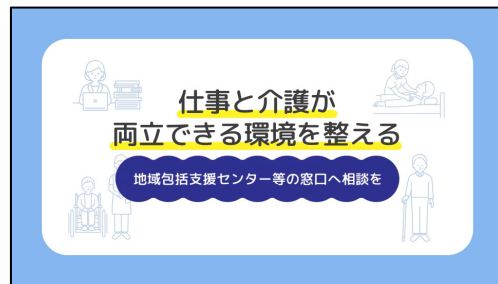 仕事と介護が
両立できる環境を整える
地域包括支援センター等の窓口へ相談を